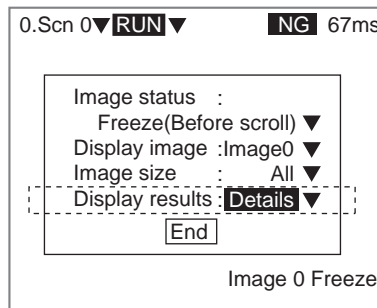 0.Scn 0▼ RUN ▼ NG 67ms
Image status :
Freeze(Before scroll) ▼
Display image :Image0 ▼
Image size : All ▼
Display results : Details ▼
End
Image 0 Freeze